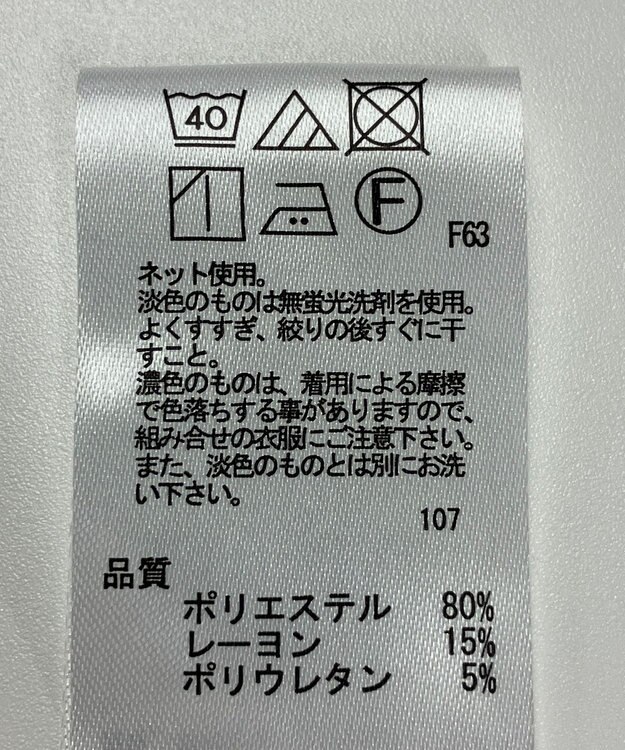 40
F
F63
ネット使用。
淡色のものは無蛍光洗剤を使用。
よくすすぎ、絞りの後すぐに干
すこと。
濃色のものは、着用による摩擦
で色落ちする事がありますので、
組み合せの衣服にご注意下さい。
また、淡色のものとは別にお洗
い下さい。
107
品質
ポリエステル 80%
レーヨン 15%
ポリウレタン 5%